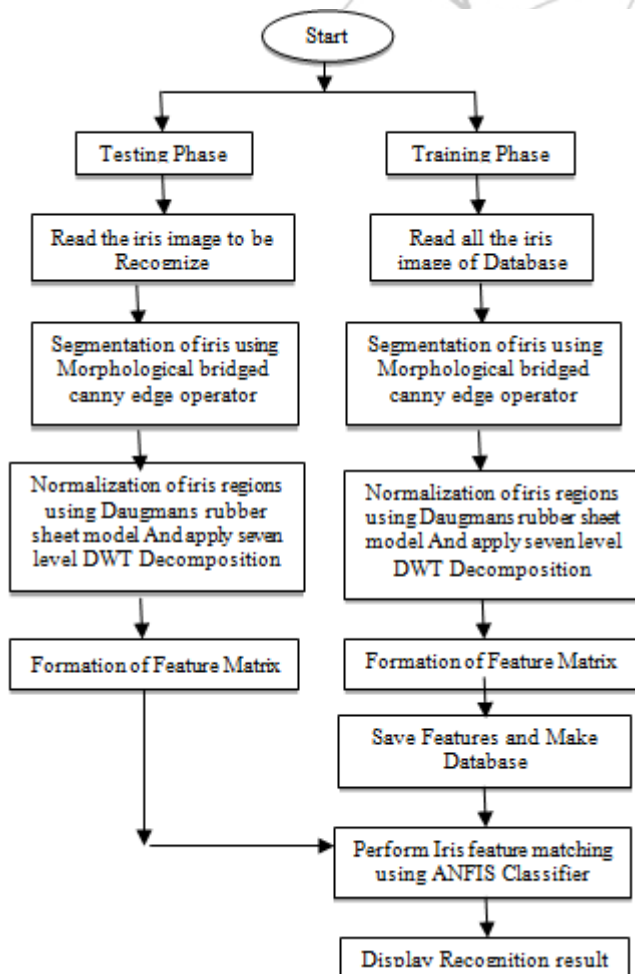 Start
Testing Phase
Training Phase
Read the iris image to be
Recognize
Read all the iris
image of Database
Segmentation of iris using
Morphological bridged
canny edge operator
Segmentation of iris using
Morphological bridged
canny edge operator
Normalization of iris regions
using Daugmans rubber
sheet model And apply seven
level DWT Decomposition
Normalization of iris regions
using Daugmans rubber sheet
model And apply seven level
DWT Decomposition
Formation of Feature Matrix
Formation of Feature Matrix
Save Features and Make
Database
Perform Iris feature matching
using ANFIS Classifier
Display Recognition result